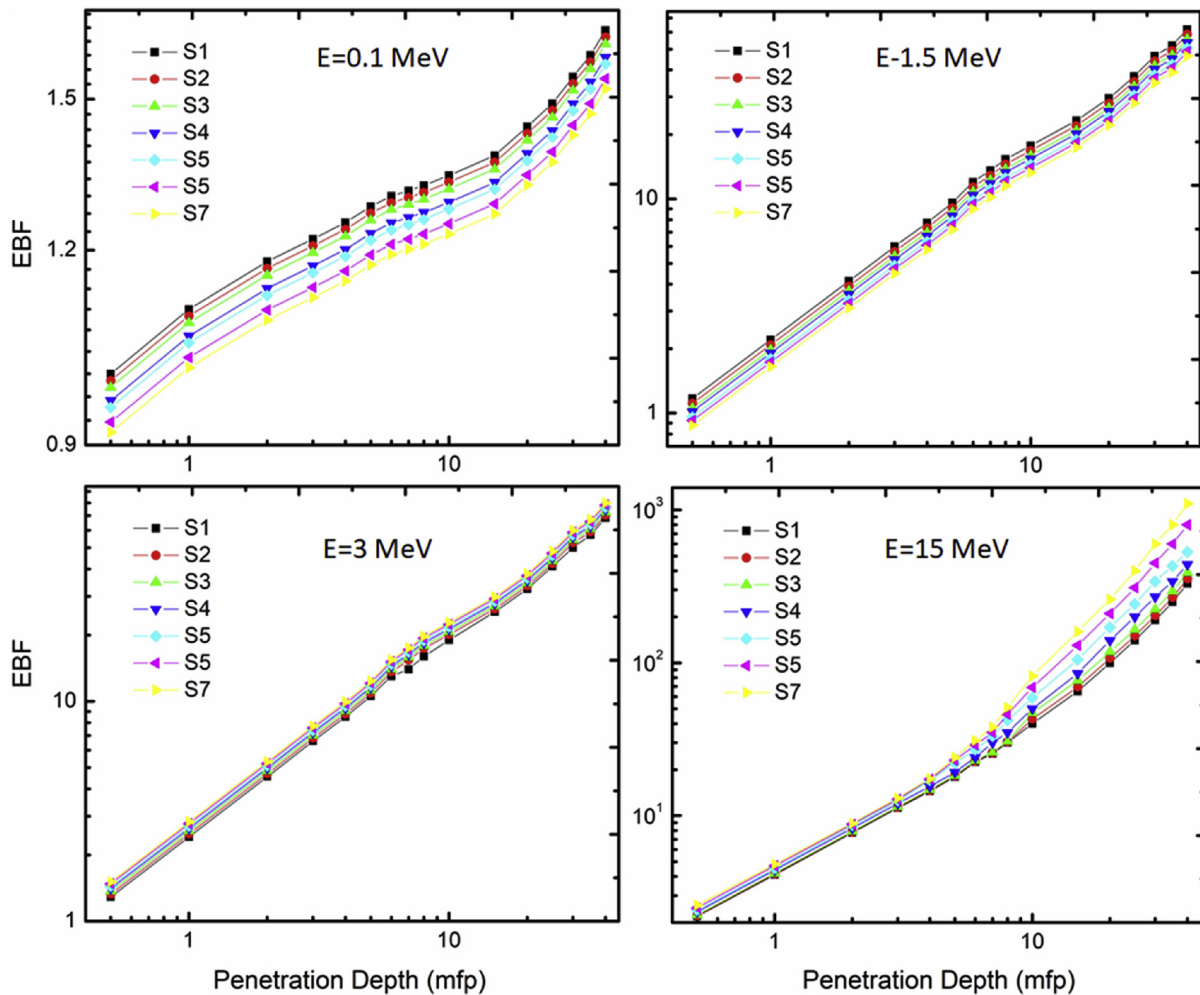 E=0.1 MeV
S1
S2
S3
S4
S5
S5
S7
EBF
1.5
1.2
0.9
1
10
E-1.5 MeV
S1
S2
S3
S4
S5
S5
S7
10
1
1
10
E=3 MeV
S1
S2
S3
S4
S5
S5
S7
EBF
10
1
1
10
Penetration Depth (mfp)
E=15 MeV
S1
S2
S3
S4
S5
S5
S7
10³
10²
10¹
1
10
Penetration Depth (mfp)